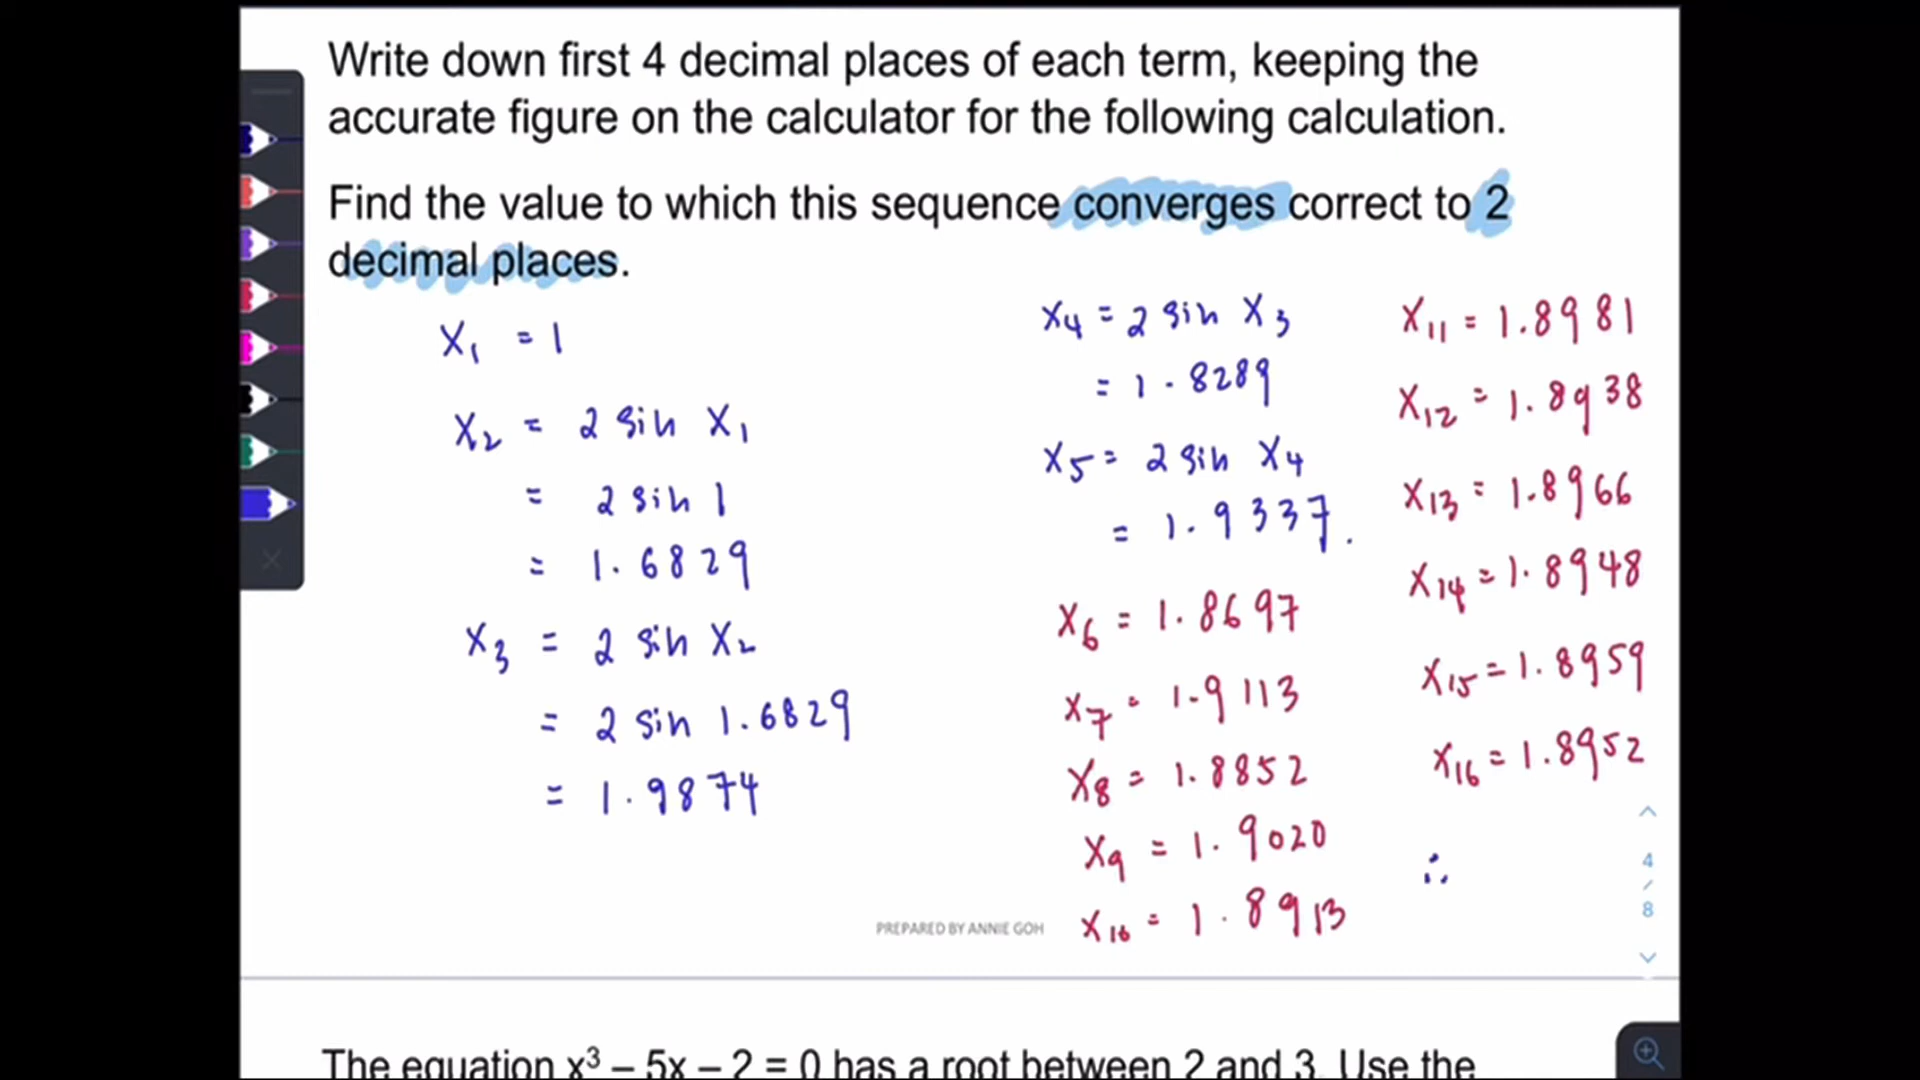 Write down first 4 decimal places of each term, keeping the
accurate figure on the calculator for the following calculation.
Find the value to which this sequence converges correct to 2
decimal places.
X₁ = 1
X₂ = 2 sin X₁
= 2 sin 1
= 1.6829
X₃ = 2 sin X₂
= 2 sin 1.6829
= 1.9874
X₄ = 2 sin X₃
= 1.8289
X₅ = 2 sin X₄
= 1.9337.
X₆ = 1.8697
X₇ = 1.9113
X₈ = 1.8852
X₉ = 1.9020
X₁₀ = 1.8913
X₁₁ = 1.8981
X₁₂ = 1.8938
X₁₃ = 1.8966
X₁₄ = 1.8948
X₁₅ = 1.8959
X₁₆ = 1.8952
∴
4
/
8
PREPARED BY ANNIE GOH
The equation x³ – 5x – 2 = 0 has a root between 2 and 3. Use the